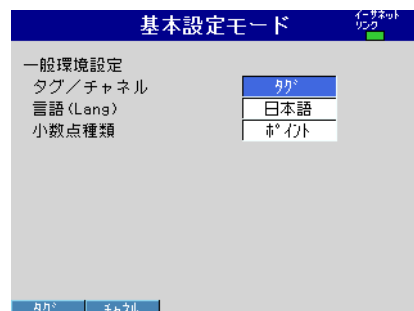 基本設定モード
イーサネット
リンク
一般環境設定
タグ／チャネル ﾀｸﾞ
言語(Lang) 日本語
小数点種類 ﾎﾟｲﾝﾄ
ﾀｸﾞ ﾁｬﾈﾙ